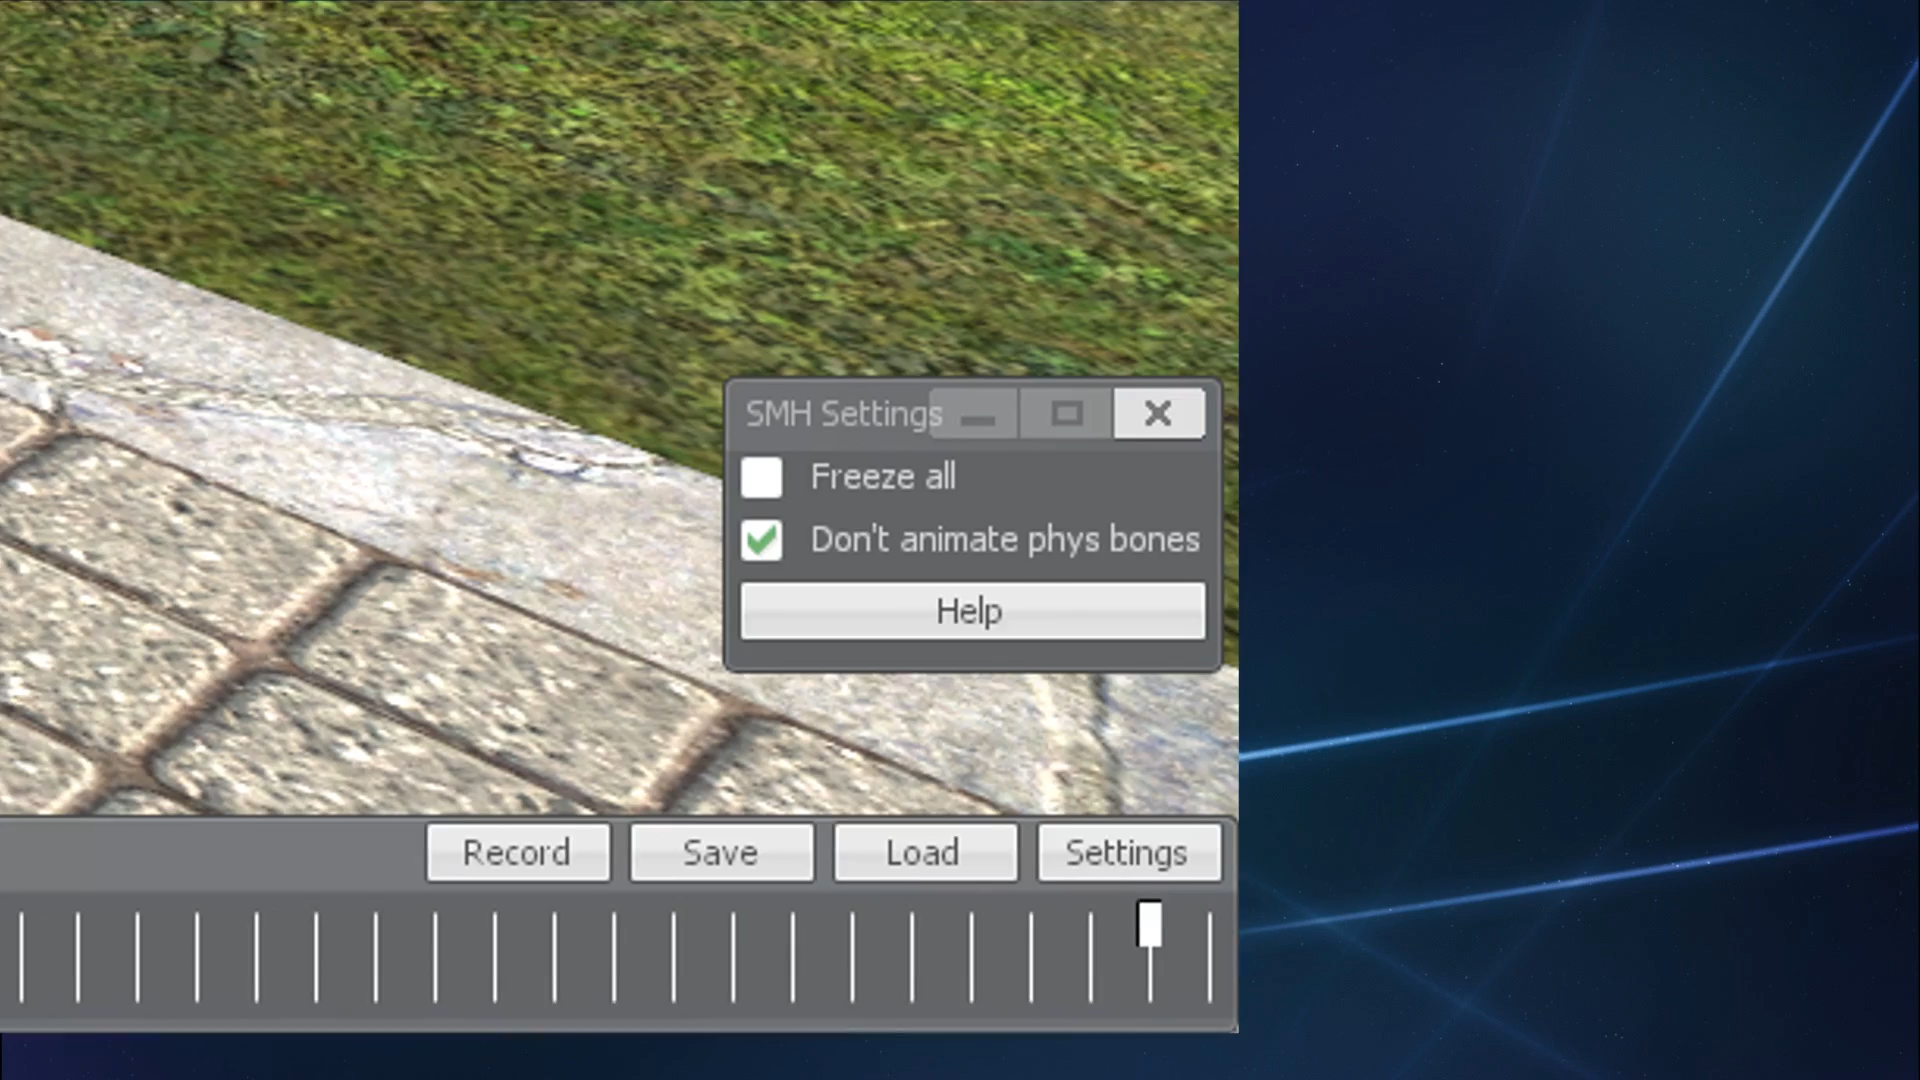 SMH Settings
Freeze all
Don't animate phys bones
Help
Record Save Load Settings